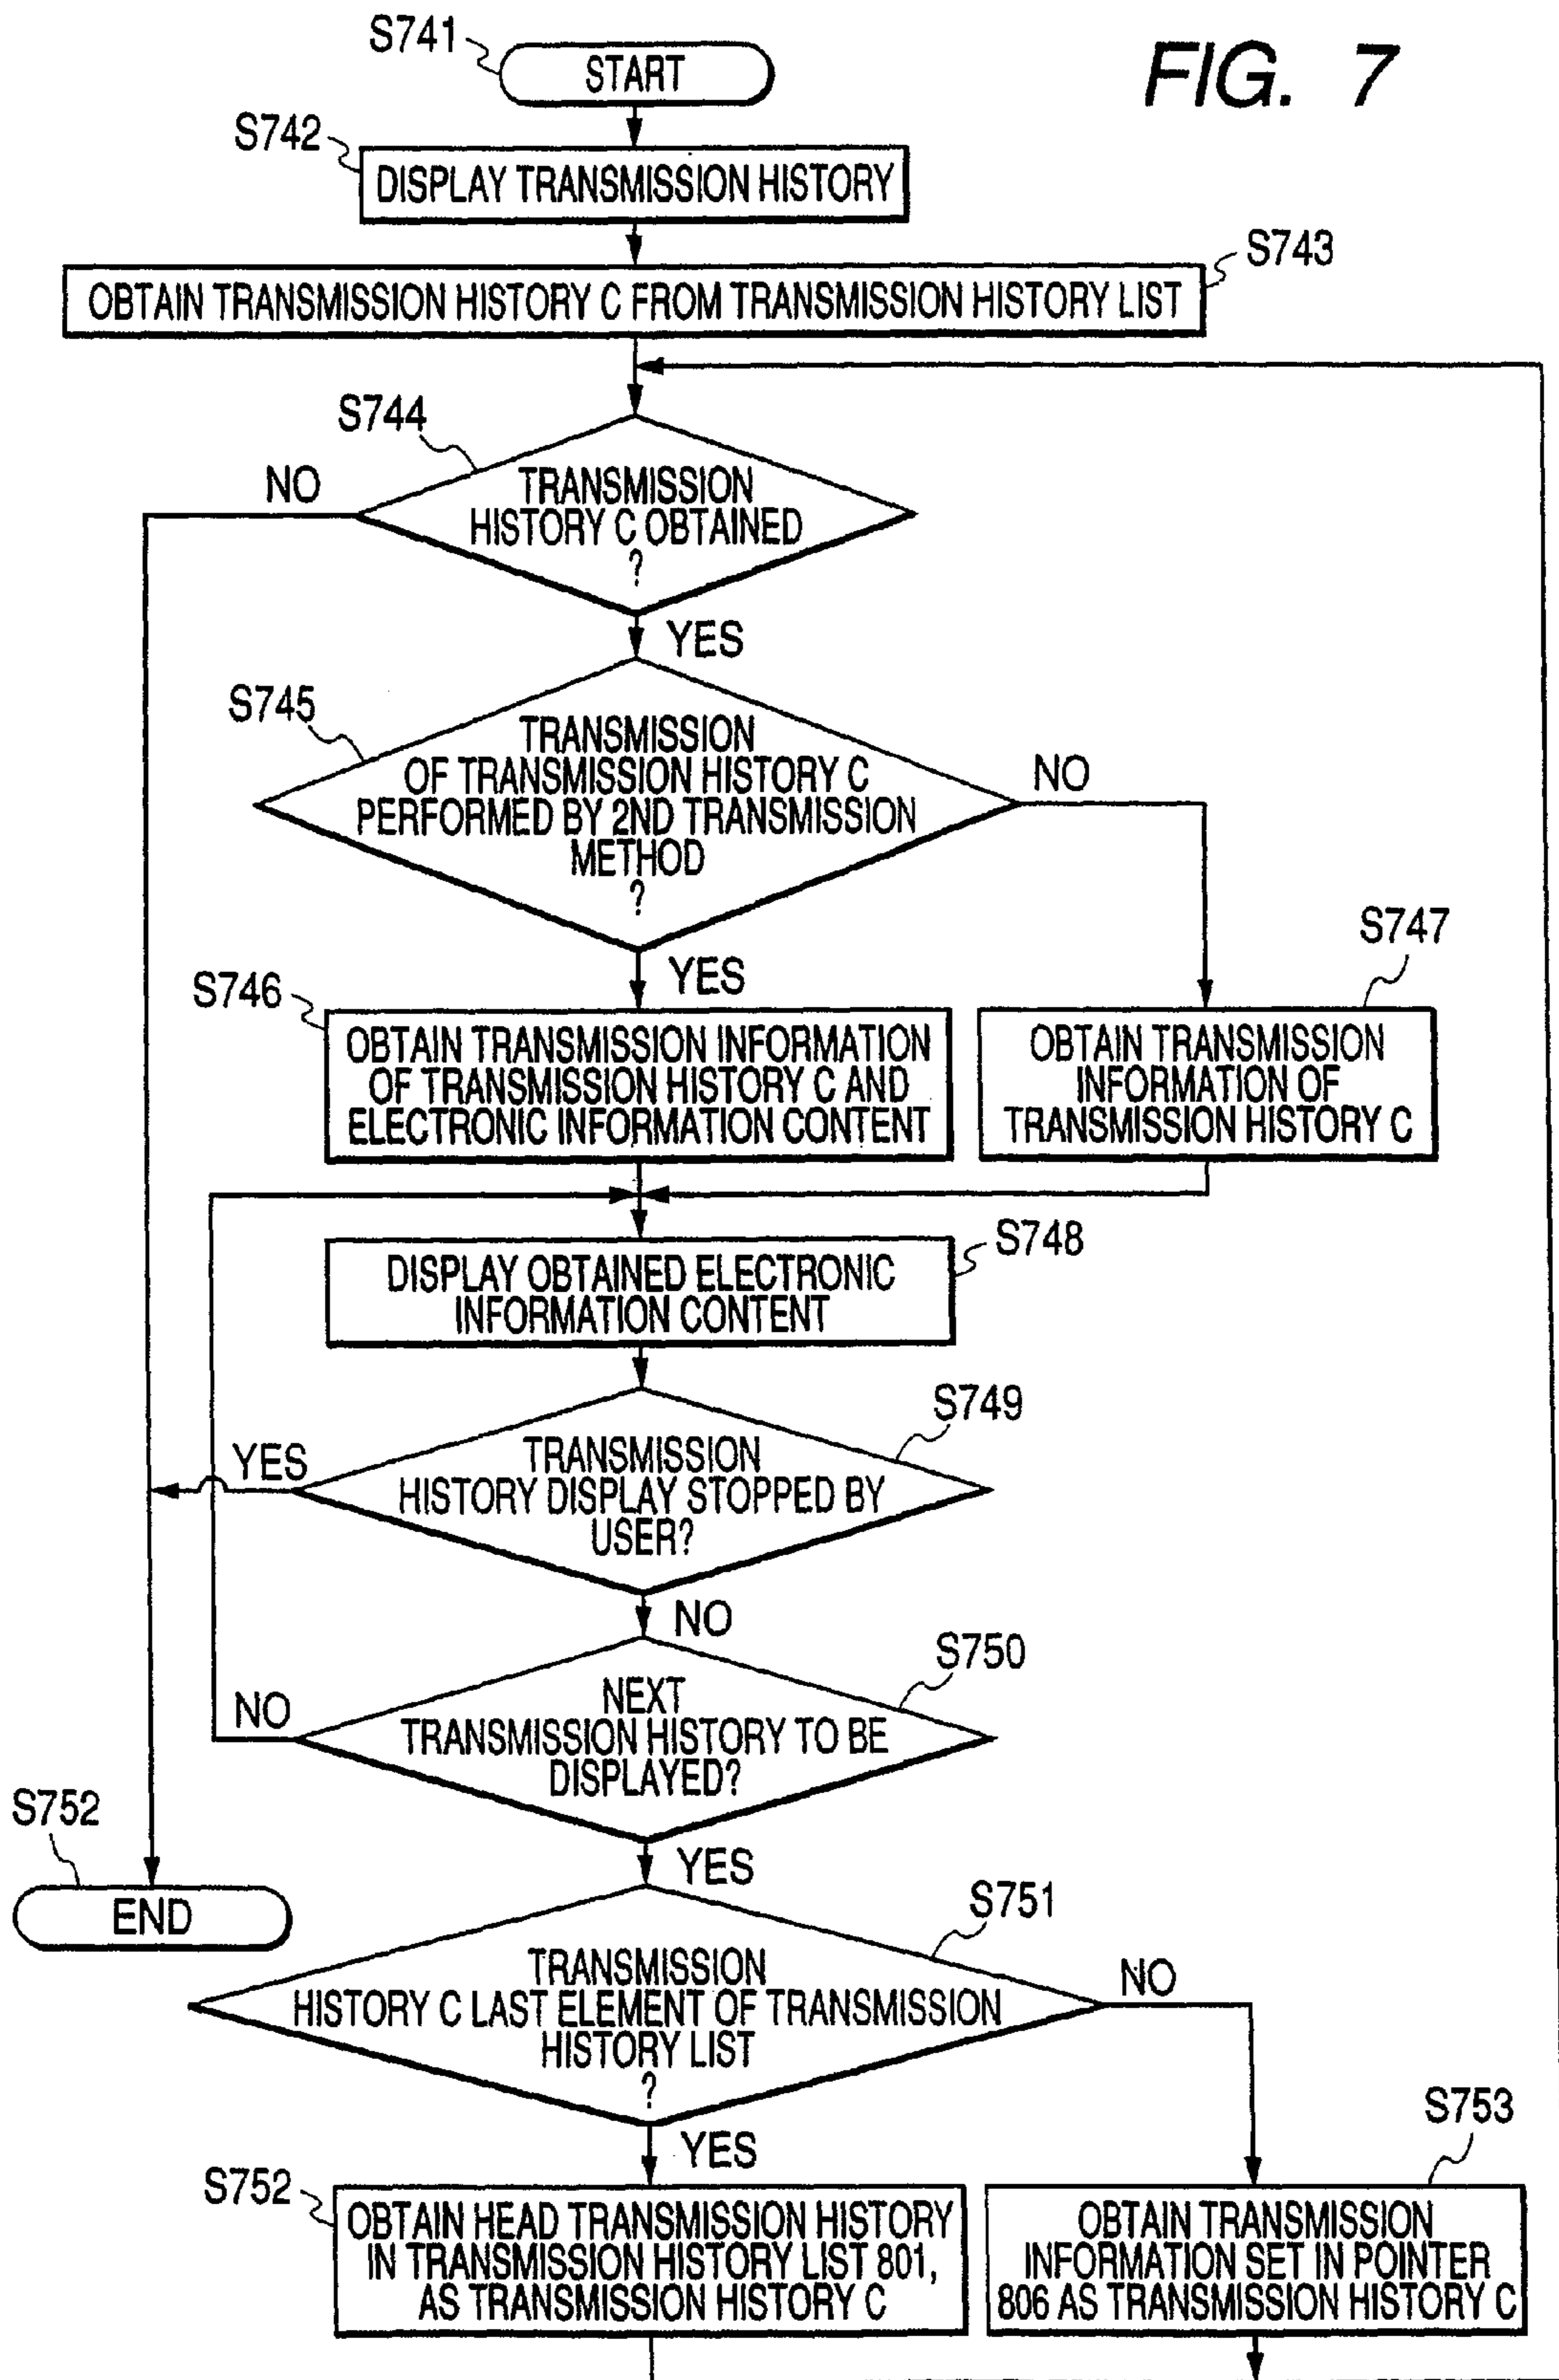 FIG. 7
S741
START
S742
DISPLAY TRANSMISSION HISTORY
S743
OBTAIN TRANSMISSION HISTORY C FROM TRANSMISSION HISTORY LIST
S744
NO
TRANSMISSION
HISTORY C OBTAINED
?
YES
S745
TRANSMISSION
OF TRANSMISSION HISTORY C
PERFORMED BY 2ND TRANSMISSION
METHOD
?
NO
YES
S746
OBTAIN TRANSMISSION INFORMATION
OF TRANSMISSION HISTORY C AND
ELECTRONIC INFORMATION CONTENT
S747
OBTAIN TRANSMISSION
INFORMATION OF
TRANSMISSION HISTORY C
S748
DISPLAY OBTAINED ELECTRONIC
INFORMATION CONTENT
S749
YES
TRANSMISSION
HISTORY DISPLAY STOPPED BY
USER?
NO
S750
NO
NEXT
TRANSMISSION HISTORY TO BE
DISPLAYED?
YES
S752
END
S751
TRANSMISSION
HISTORY C LAST ELEMENT OF TRANSMISSION
HISTORY LIST
?
NO
YES
S752
OBTAIN HEAD TRANSMISSION HISTORY
IN TRANSMISSION HISTORY LIST 801,
AS TRANSMISSION HISTORY C
S753
OBTAIN TRANSMISSION
INFORMATION SET IN POINTER
806 AS TRANSMISSION HISTORY C